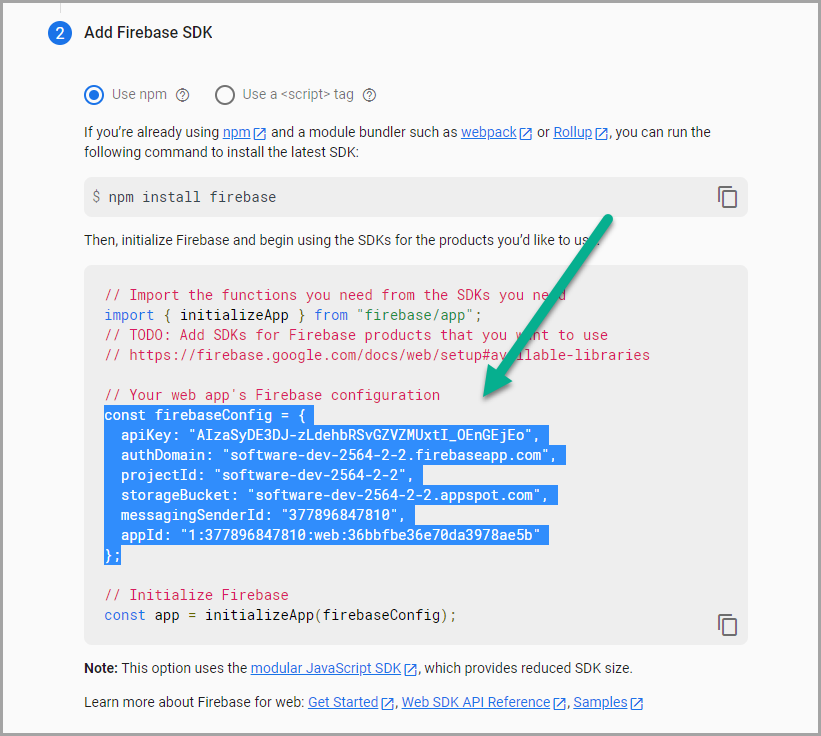 2 Add Firebase SDK
Use npm Use a <script> tag
If you're already using npm and a module bundler such as webpack or Rollup, you can run the
following command to install the latest SDK:
$ npm install firebase
Then, initialize Firebase and begin using the SDKs for the products you'd like to use.
// Import the functions you need from the SDKs you need
import { initializeApp } from "firebase/app";
// TODO: Add SDKs for Firebase products that you want to use
// https://firebase.google.com/docs/web/setup#available-libraries
// Your web app's Firebase configuration
const firebaseConfig = {
apiKey: "AIzaSyDE3DJ-zLdehbRSvGZVZMUxtI_OEnGEjEo",
authDomain: "software-dev-2564-2-2.firebaseapp.com",
projectId: "software-dev-2564-2-2",
storageBucket: "software-dev-2564-2-2.appspot.com",
messagingSenderId: "377896847810",
appId: "1:377896847810:web:36bbfbe36e70da3978ae5b"
};
// Initialize Firebase
const app = initializeApp(firebaseConfig);
Note: This option uses the modular JavaScript SDK, which provides reduced SDK size.
Learn more about Firebase for web: Get Started, Web SDK API Reference, Samples